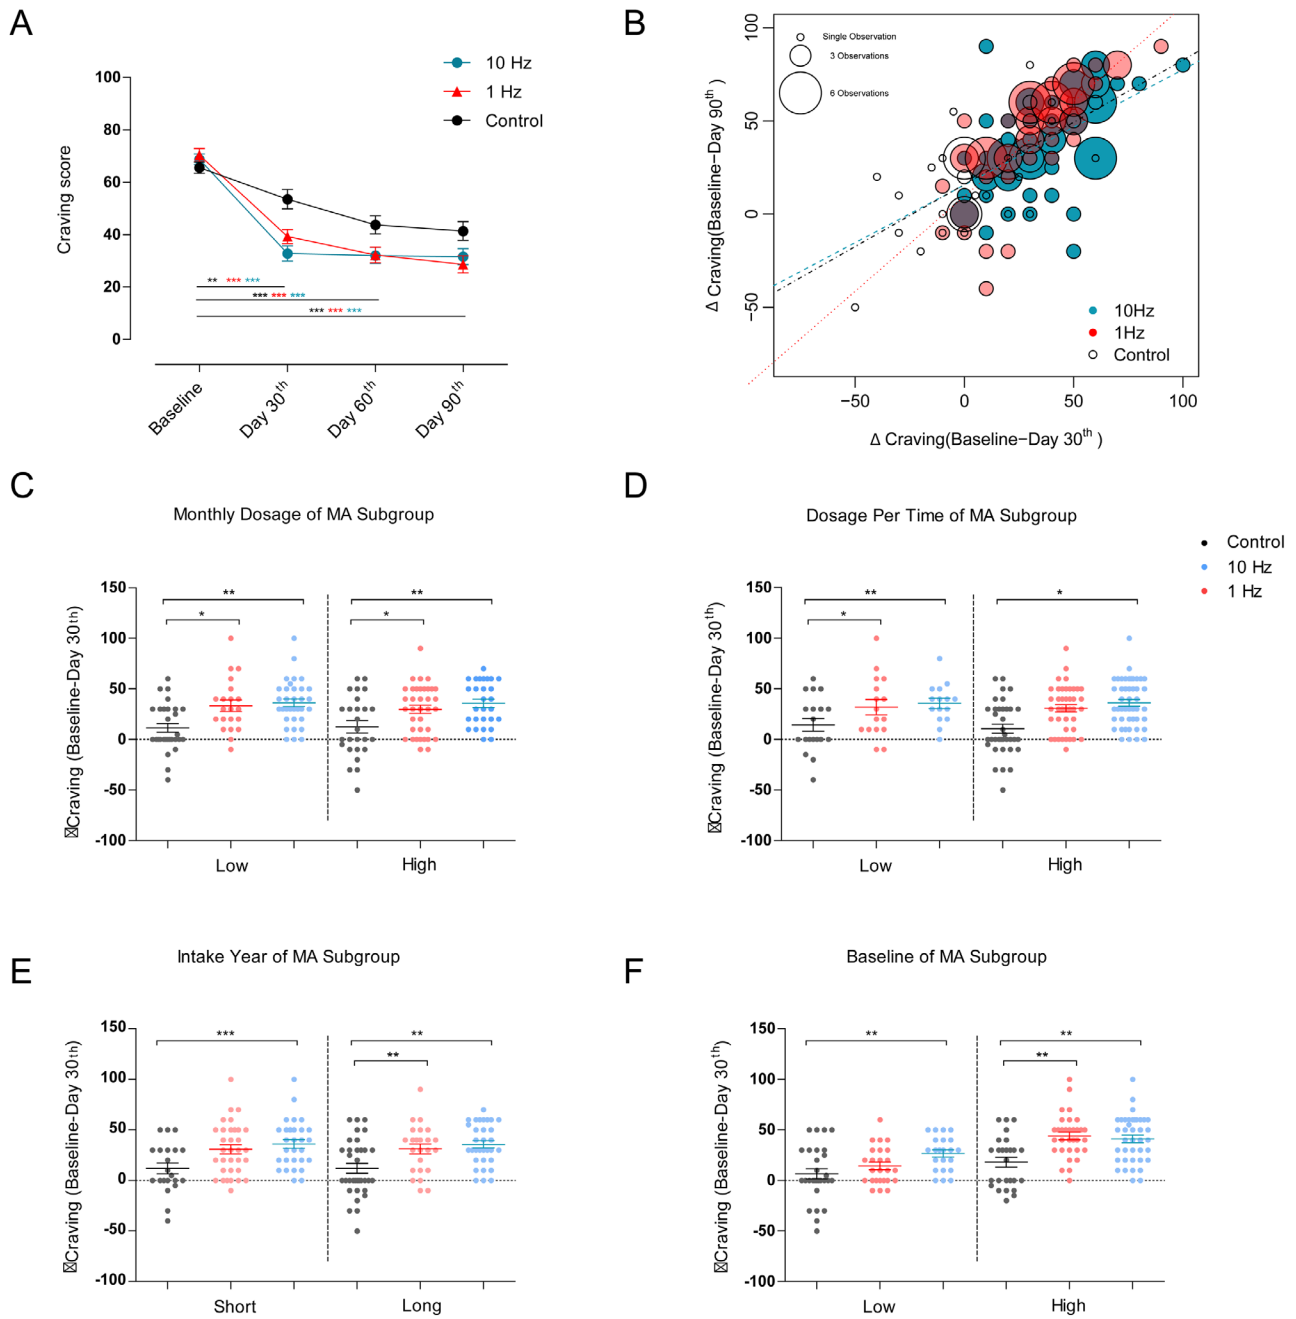 A
10 Hz
1 Hz
Control
100
80
60
40
20
0
Craving score
** *** ***
*** *** ***
*** *** ***
Baseline
Day 30th
Day 60th
Day 90th
B
Single Observation
3 Observations
6 Observations
100
50
0
−50
Δ Craving(Baseline−Day 90th )
10Hz
1Hz
Control
−50 0 50 100
Δ Craving(Baseline−Day 30th )
C
Monthly Dosage of MA Subgroup
150
100
50
0
-50
-100
Craving (Baseline-Day 30th)
** **
* *
Low High
D
Dosage Per Time of MA Subgroup
Control
10 Hz
1 Hz
150
100
50
0
-50
-100
Craving (Baseline-Day 30th)
** *
*
Low High
E
Intake Year of MA Subgroup
150
100
50
0
-50
-100
Craving (Baseline-Day 30th)
*** **
**
Short Long
F
Baseline of MA Subgroup
150
100
50
0
-50
-100
Craving (Baseline-Day 30th)
** **
**
Low High